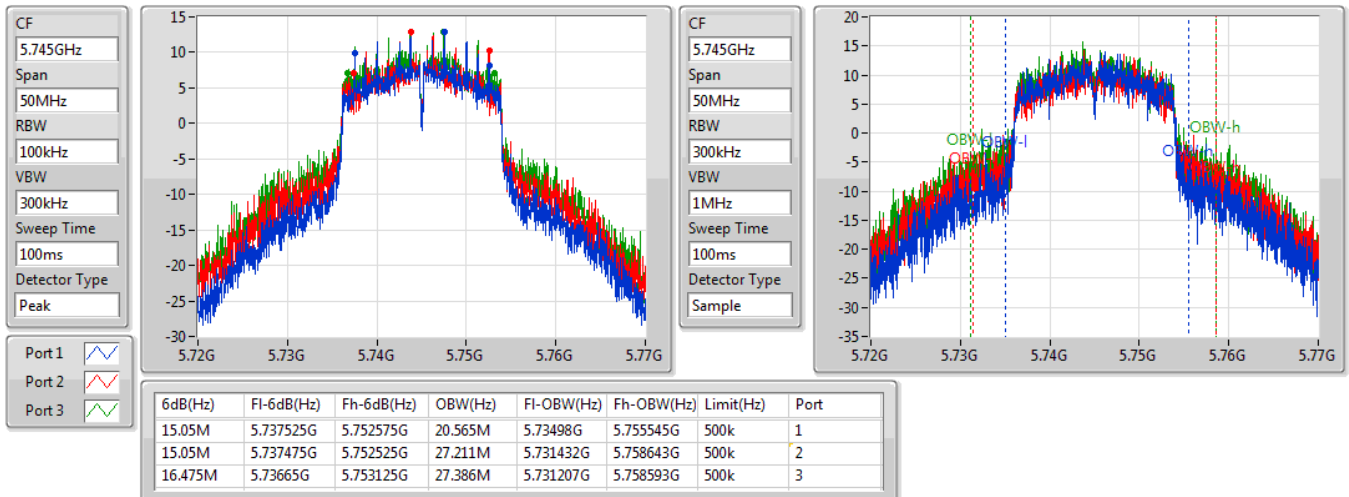 CF
5.745GHz
Span
50MHz
RBW
100kHz
VBW
300kHz
Sweep Time
100ms
Detector Type
Peak
15
10
5
0
-5
-10
-15
-20
-25
-30
5.72G 5.73G 5.74G 5.75G 5.76G 5.77G
CF
5.745GHz
Span
50MHz
RBW
300kHz
VBW
1MHz
Sweep Time
100ms
Detector Type
Sample
20
15
10
5
0
-5
-10
-15
-20
-25
-30
-35
OBW-l
OBW-h
5.72G 5.73G 5.74G 5.75G 5.76G 5.77G
Port 1
Port 2
Port 3
6dB(Hz) Fl-6dB(Hz) Fh-6dB(Hz) OBW(Hz) Fl-OBW(Hz) Fh-OBW(Hz) Limit(Hz) Port
15.05M 5.737525G 5.752575G 20.565M 5.73498G 5.755545G 500k 1
15.05M 5.737475G 5.752525G 27.211M 5.731432G 5.758643G 500k 2
16.475M 5.73665G 5.753125G 27.386M 5.731207G 5.758593G 500k 3